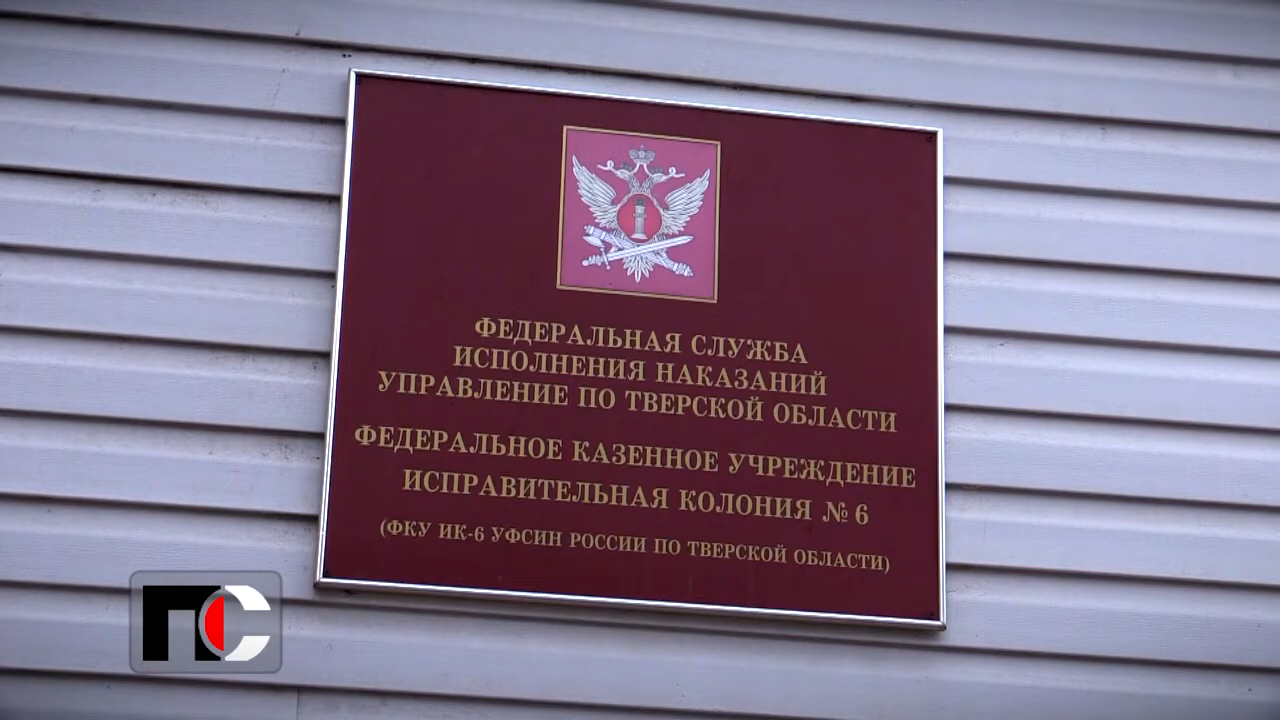 ФЕДЕРАЛЬНАЯ СЛУЖБА
ИСПОЛНЕНИЯ НАКАЗАНИЙ
УПРАВЛЕНИЕ ПО ТВЕРСКОЙ ОБЛАСТИ
ФЕДЕРАЛЬНОЕ КАЗЕННОЕ УЧРЕЖДЕНИЕ
ИСПРАВИТЕЛЬНАЯ КОЛОНИЯ № 6
(ФКУ ИК-6 УФСИН РОССИИ ПО ТВЕРСКОЙ ОБЛАСТИ)
ПС